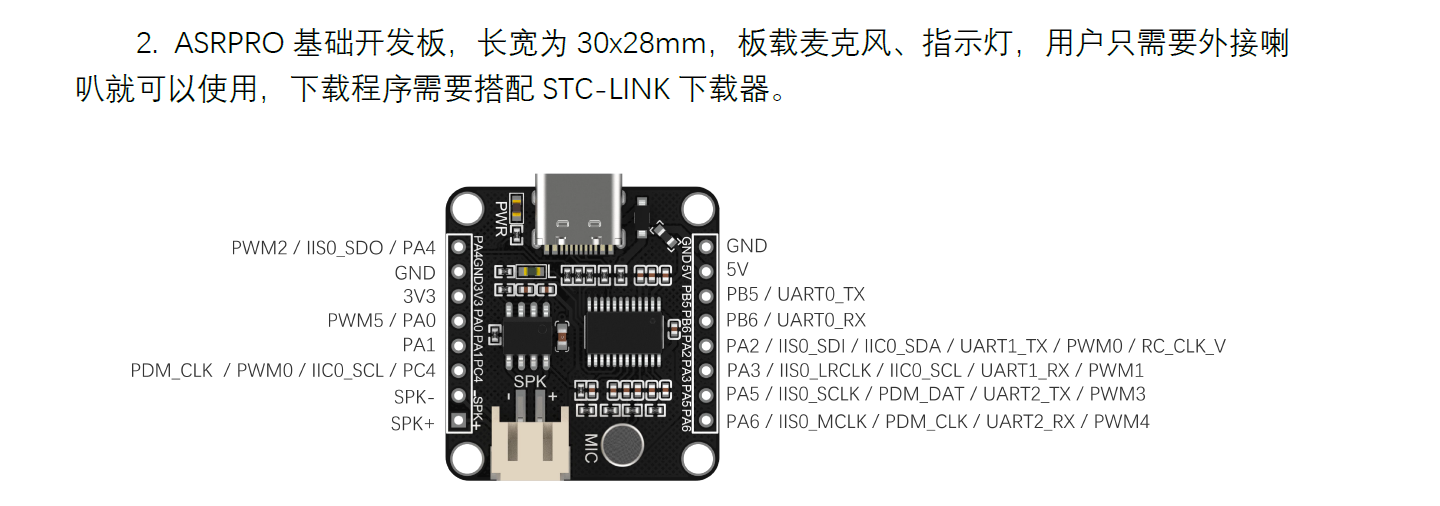 2. ASRPRO 基础开发板，长宽为 30x28mm，板载麦克风、指示灯，用户只需要外接喇
叭就可以使用，下载程序需要搭配 STC-LINK 下载器。
PWM2 / IIS0_SDO / PA4
GND
3V3
PWM5 / PA0
PA1
PDM_CLK / PWM0 / IIC0_SCL / PC4
SPK-
SPK+
PWR
L
PA4
GND
3V3
PA0
PA1
PC4
-SPK+
SPK
- +
MIC
GND
5V
PB5
PB6
PA2
PA3
PA5
PA6
GND
5V
PB5 / UART0_TX
PB6 / UART0_RX
PA2 / IIS0_SDI / IIC0_SDA / UART1_TX / PWM0 / RC_CLK_V
PA3 / IIS0_LRCLK / IIC0_SCL / UART1_RX / PWM1
PA5 / IIS0_SCLK / PDM_DAT / UART2_TX / PWM3
PA6 / IIS0_MCLK / PDM_CLK / UART2_RX / PWM4